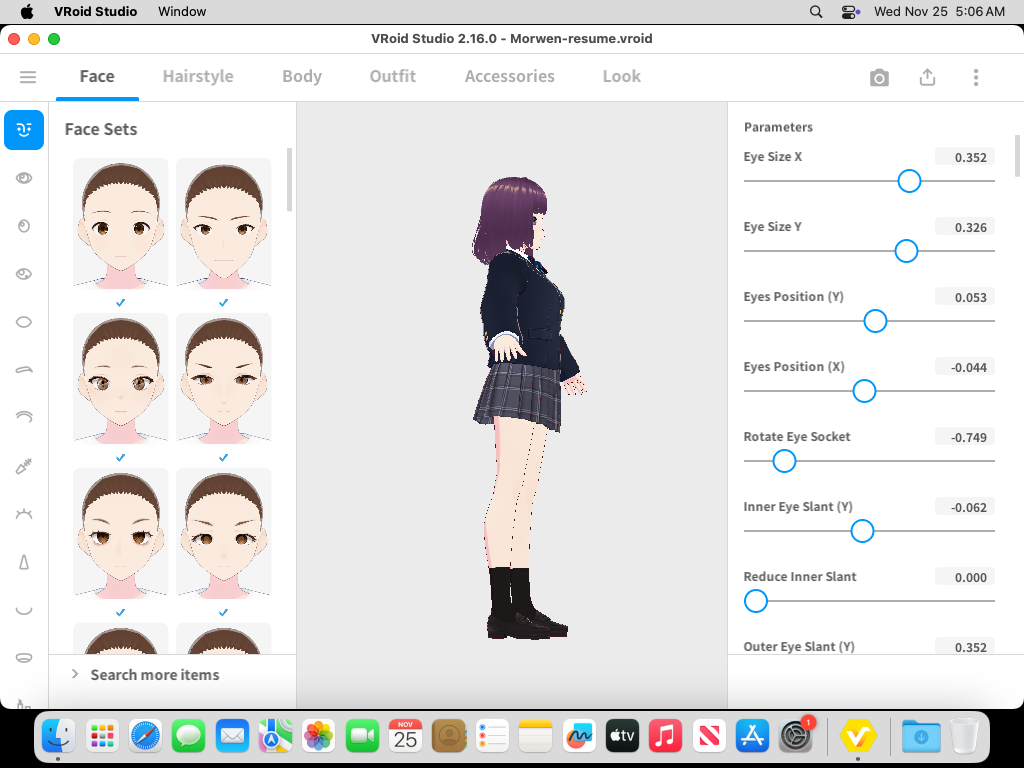 VRoid Studio Window Wed Nov 25 5:06 AM
VRoid Studio 2.16.0 - Morwen-resume.vroid
Face Hairstyle Body Outfit Accessories Look
Face Sets
Search more items
Parameters
Eye Size X 0.352
Eye Size Y 0.326
Eyes Position (Y) 0.053
Eyes Position (X) -0.044
Rotate Eye Socket -0.749
Inner Eye Slant (Y) -0.062
Reduce Inner Slant 0.000
Outer Eye Slant (Y) 0.352
NOV
25
tv
1